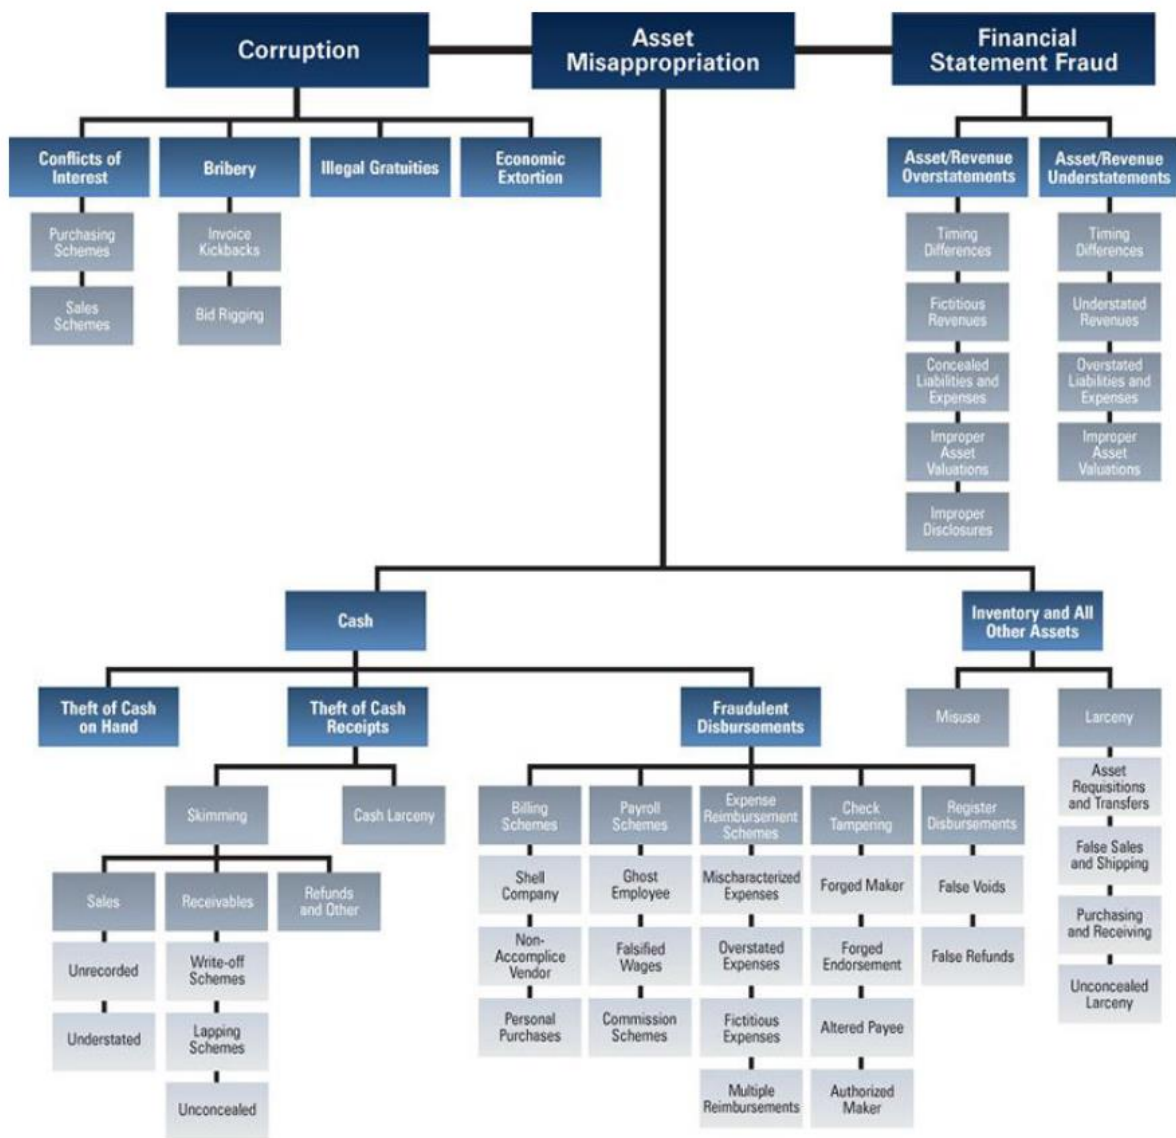 Corruption
Asset
Misappropriation
Financial
Statement Fraud
Conflicts of
Interest
Bribery
Illegal Gratuities
Economic
Extortion
Asset/Revenue
Overstatements
Asset/Revenue
Understatements
Purchasing
Schemes
Sales
Schemes
Invoice
Kickbacks
Bid Rigging
Timing
Differences
Fictitious
Revenues
Concealed
Liabilities and
Expenses
Improper
Asset
Valuations
Improper
Disclosures
Timing
Differences
Understated
Revenues
Overstated
Liabilities and
Expenses
Improper
Asset
Valuations
Cash
Inventory and All
Other Assets
Theft of Cash
on Hand
Theft of Cash
Receipts
Fraudulent
Disbursements
Misuse
Larceny
Skimming
Cash Larceny
Sales
Unrecorded
Understated
Receivables
Write-off
Schemes
Lapping
Schemes
Unconcealed
Refunds
and Other
Billing
Schemes
Shell
Company
Non-
Accomplice
Vendor
Personal
Purchases
Payroll
Schemes
Ghost
Employee
Falsified
Wages
Commission
Schemes
Expense
Reimbursement
Schemes
Mischaracterized
Expenses
Overstated
Expenses
Fictitious
Expenses
Multiple
Reimbursements
Check
Tampering
Forged Maker
Forged
Endorsement
Altered Payee
Authorized
Maker
Register
Disbursements
False Voids
False Refunds
Asset
Requisitions
and Transfers
False Sales
and Shipping
Purchasing
and Receiving
Unconcealed
Larceny